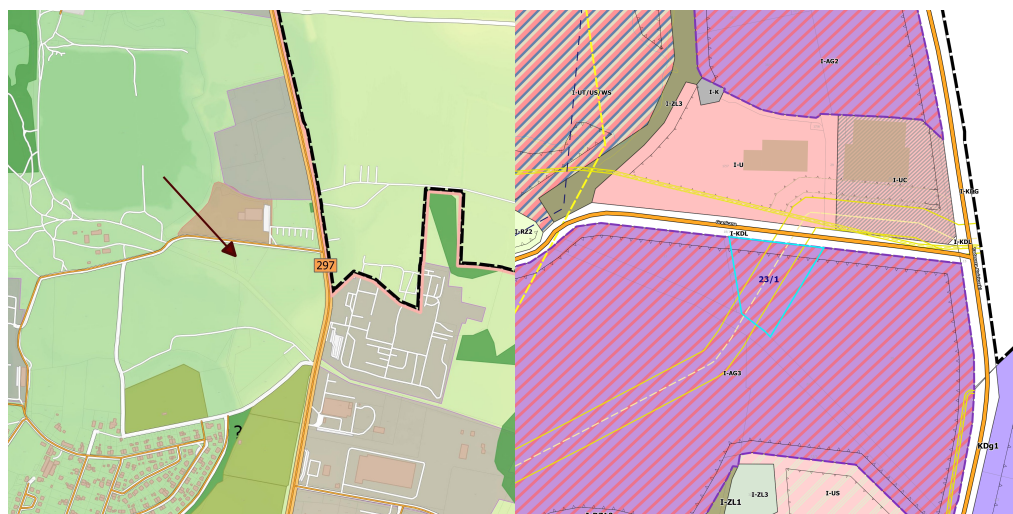 297
?
I-AG2
I-UT/US/WS
I-K
I-ZL3
I-U
I-UC
I-KDG
I-RZ2
I-KDL
I-KDL
23/1
I-AG3
KDg1
I-ZL3
I-US
I-ZL1